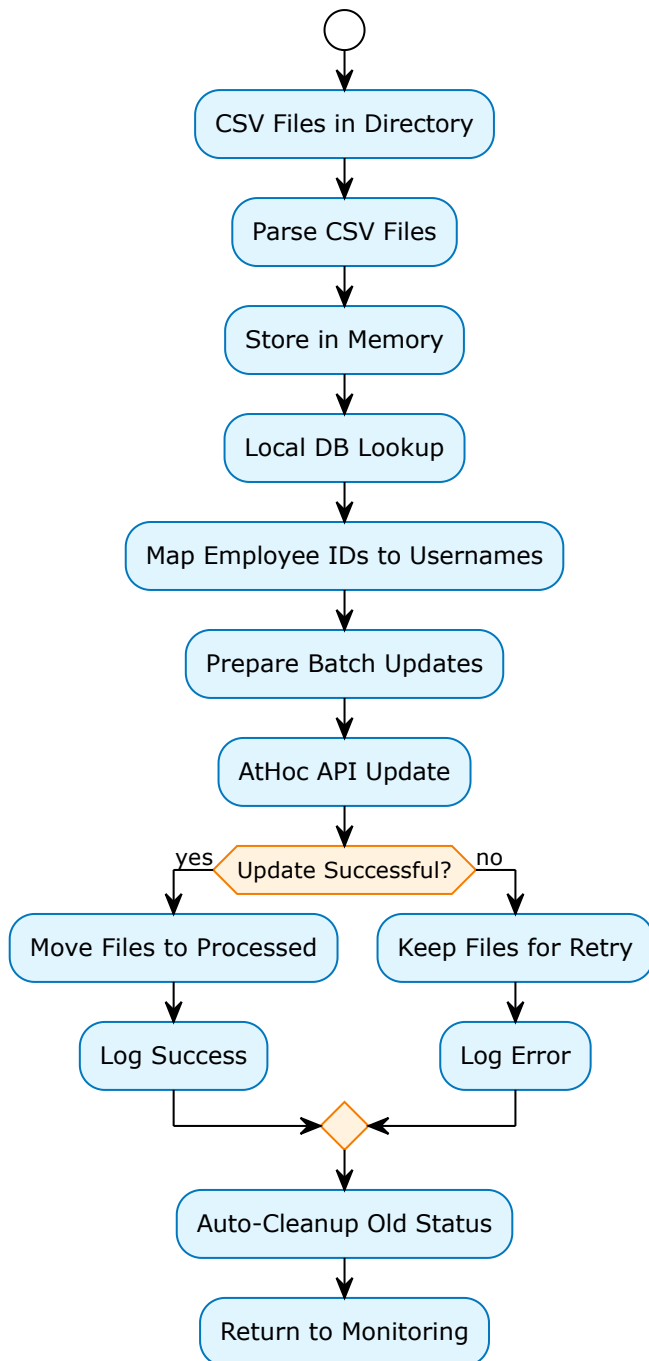 CSV Files in Directory
Parse CSV Files
Store in Memory
Local DB Lookup
Map Employee IDs to Usernames
Prepare Batch Updates
AtHoc API Update
yes
Update Successful?
no
Move Files to Processed
Keep Files for Retry
Log Success
Log Error
Auto-Cleanup Old Status
Return to Monitoring